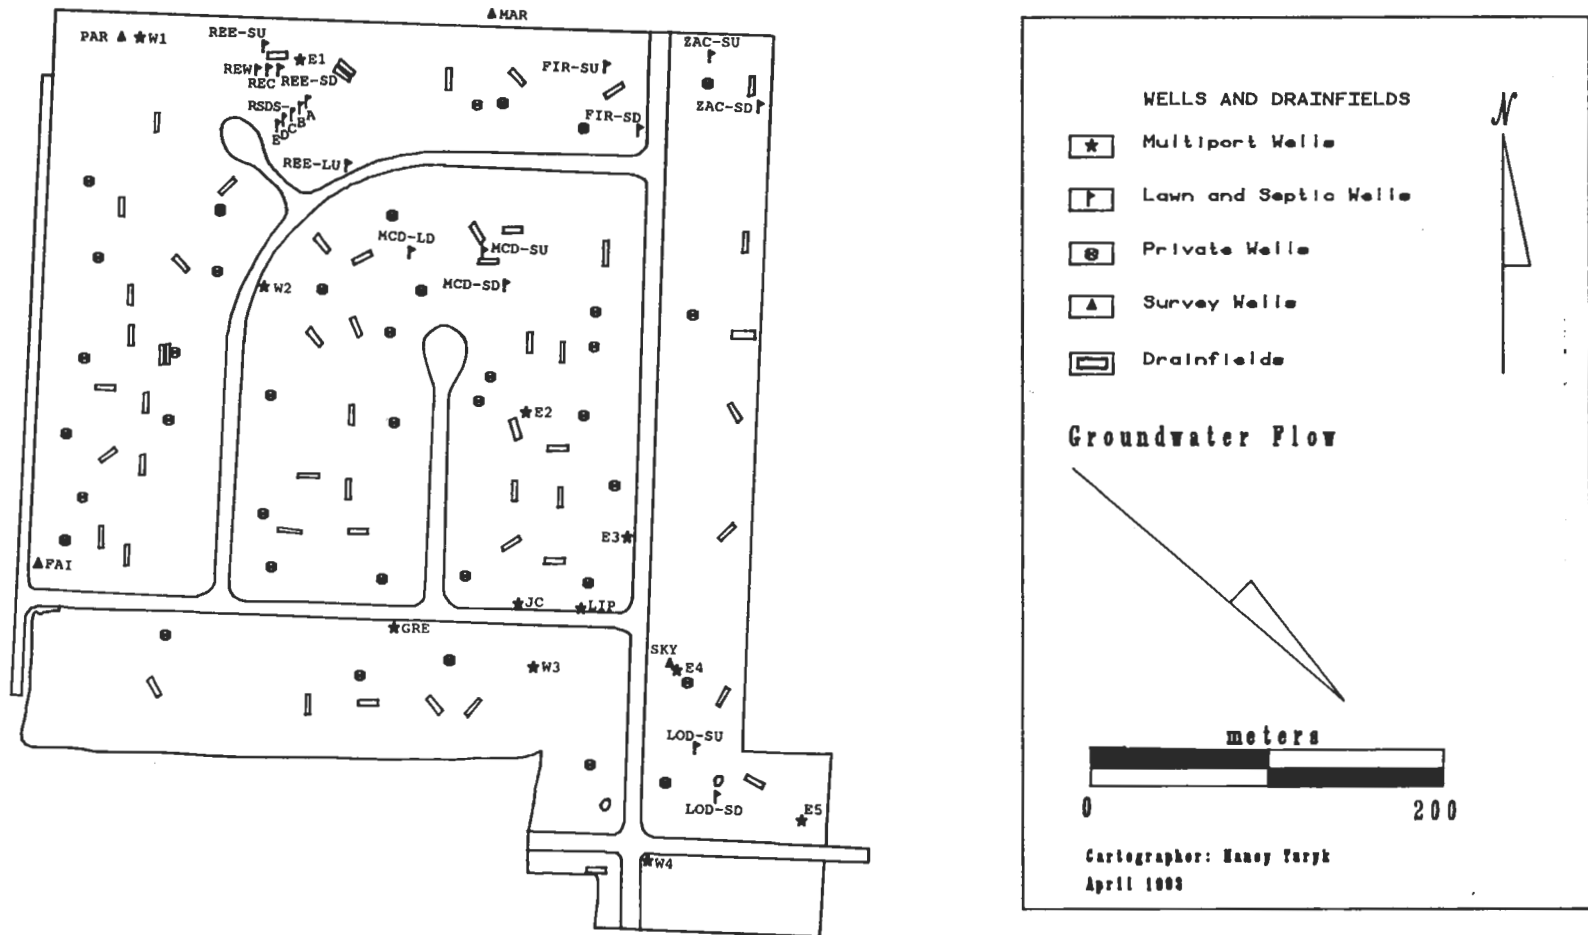 MAR
PAR W1
REE-SU
E1
REW
REC REE-SD
RSDS-
A
B
C
D
E
REE-LU
FIR-SU
FIR-SD
ZAC-SU
ZAC-SD
MCD-LD
MCD-SU
MCD-SD
W2
E2
E3
FAI
JC
LIP
GRE
W3
SKY
E4
LOD-SU
LOD-SD
E5
W4
WELLS AND DRAINFIELDS
N
Multiport Wells
Lawn and Septic Wells
Private Wells
Survey Wells
Drainfields
Groundwater Flow
meters
0 200
Cartographer: Nancy Turyk
April 1993